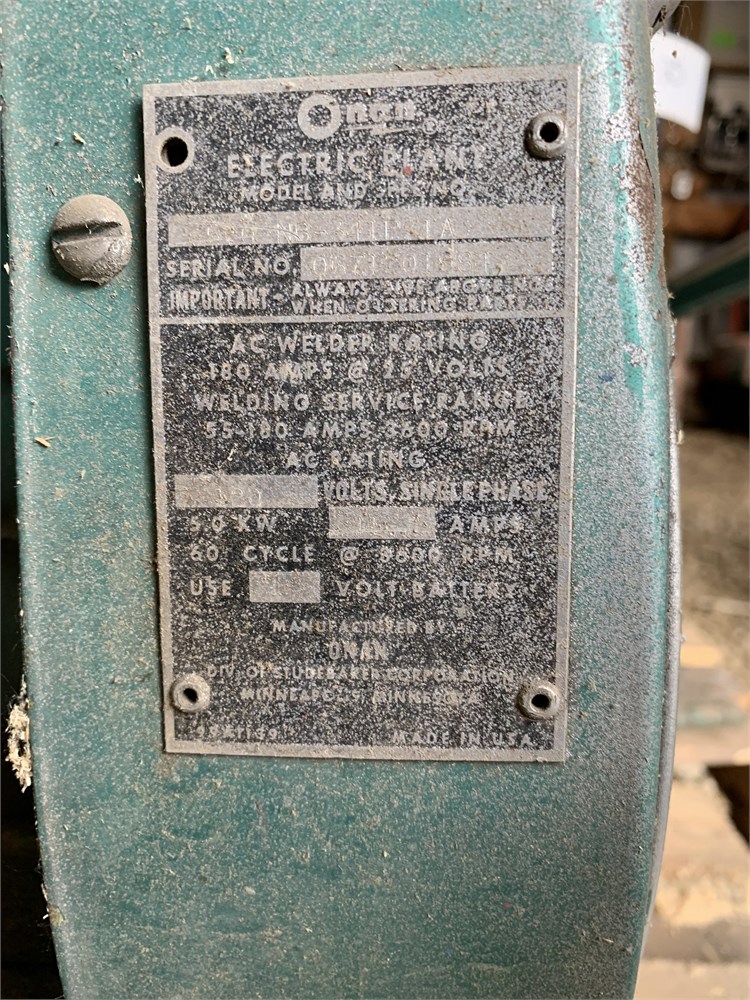 Onan®
ELECTRIC PLANT
MODEL AND SPEC NO.
SERIAL NO.
IMPORTANT - ALWAYS GIVE ABOVE NOS
WHEN ORDERING PARTS
AC WELDER RATING
180 AMPS @ 25 VOLTS
WELDING SERVICE RANGE
55-180 AMPS-3600 RPM
AC RATING
VOLTS, SINGLE PHASE
5.0 KW AMPS
60 CYCLE @ 3600 RPM
USE VOLT BATTERY
MANUFACTURED BY
ONAN
DIV. OF STUDEBAKER CORPORATION
MINNEAPOLIS, MINNESOTA
MADE IN U.S.A.